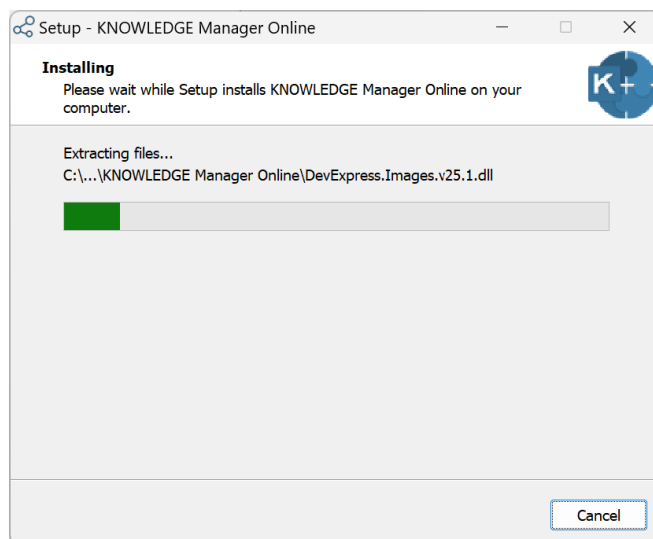 Setup - KNOWLEDGE Manager Online
Installing
Please wait while Setup installs KNOWLEDGE Manager Online on your
computer.
K+
Extracting files...
C:\...\KNOWLEDGE Manager Online\DevExpress.Images.v25.1.dll
Cancel